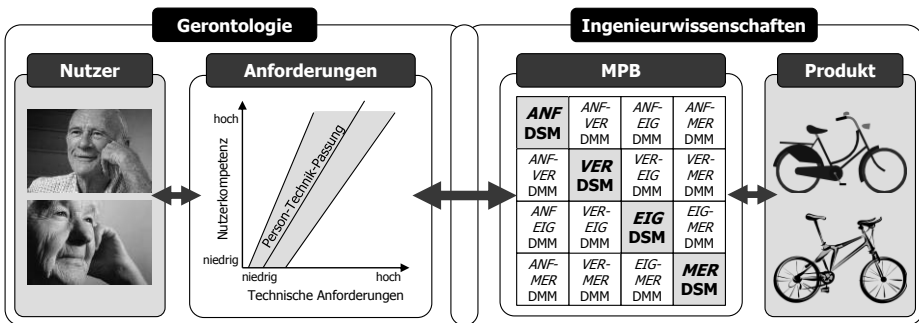 Gerontologie
Ingenieurwissenschaften
Nutzer
Anforderungen
MPB
Produkt
hoch
Nutzerkompetenz
niedrig
Person-Technik-Passung
niedrig
hoch
Technische Anforderungen
ANF
DSM
ANF-
VER
DMM
ANF-
EIG
DMM
ANF-
MER
DMM
ANF-
VER
DMM
VER
DSM
VER-
EIG
DMM
VER-
MER
DMM
ANF
EIG
DMM
VER-
EIG
DMM
EIG
DSM
EIG-
MER
DMM
ANF-
MER
DMM
VER-
MER
DMM
EIG-
MER
DMM
MER
DSM